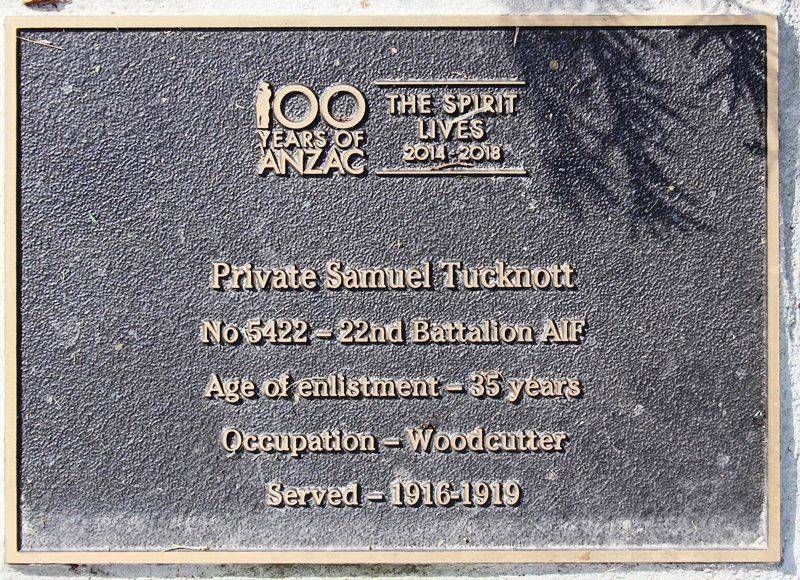 100
YEARS OF
ANZAC
THE SPIRIT
LIVES
2014-2018
Private Samuel Tucknott
No 5422 – 22nd Battalion AIF
Age of enlistment – 35 years
Occupation – Woodcutter
Served – 1916-1919